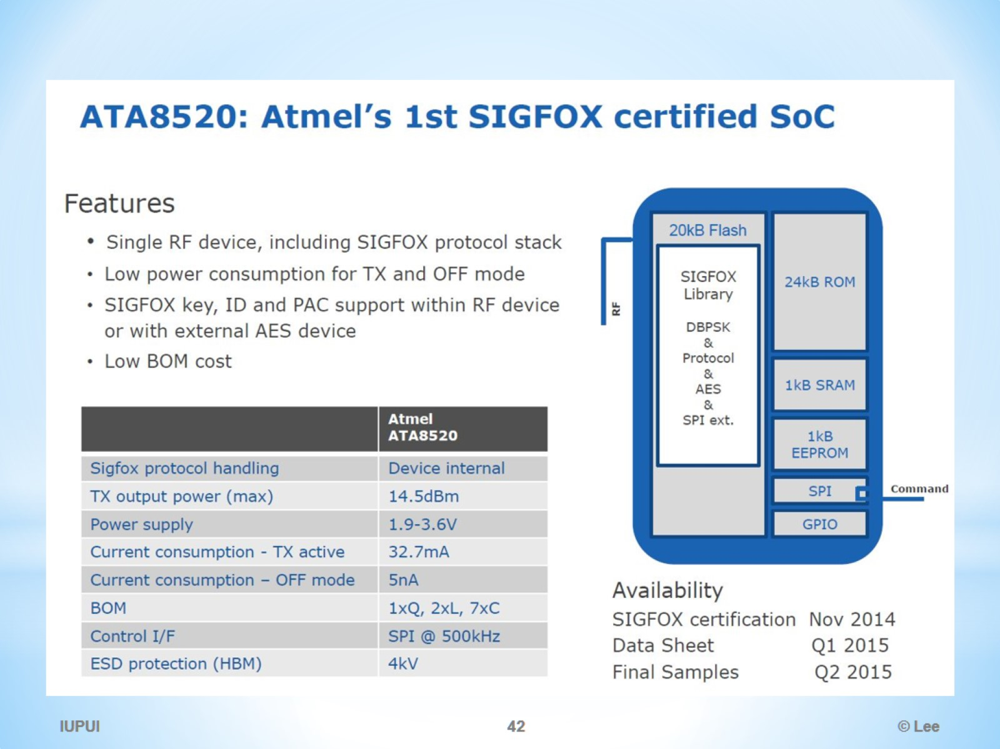 ATA8520: Atmel’s 1st SIGFOX certified SoC
Features
• Single RF device, including SIGFOX protocol stack
• Low power consumption for TX and OFF mode
• SIGFOX key, ID and PAC support within RF device
or with external AES device
• Low BOM cost
Atmel
ATA8520
Sigfox protocol handling Device internal
TX output power (max) 14.5dBm
Power supply 1.9-3.6V
Current consumption - TX active 32.7mA
Current consumption – OFF mode 5nA
BOM 1xQ, 2xL, 7xC
Control I/F SPI @ 500kHz
ESD protection (HBM) 4kV
RF
20kB Flash
SIGFOX
Library
DBPSK
&
Protocol
&
AES
&
SPI ext.
24kB ROM
1kB SRAM
1kB
EEPROM
SPI
Command
GPIO
Availability
SIGFOX certification Nov 2014
Data Sheet Q1 2015
Final Samples Q2 2015
IUPUI 42 © Lee